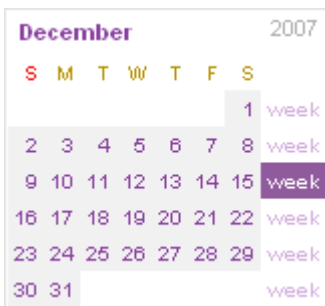 December 2007
S M T W T F S
1 week
2 3 4 5 6 7 8 week
9 10 11 12 13 14 15 week
16 17 18 19 20 21 22 week
23 24 25 26 27 28 29 week
30 31 week